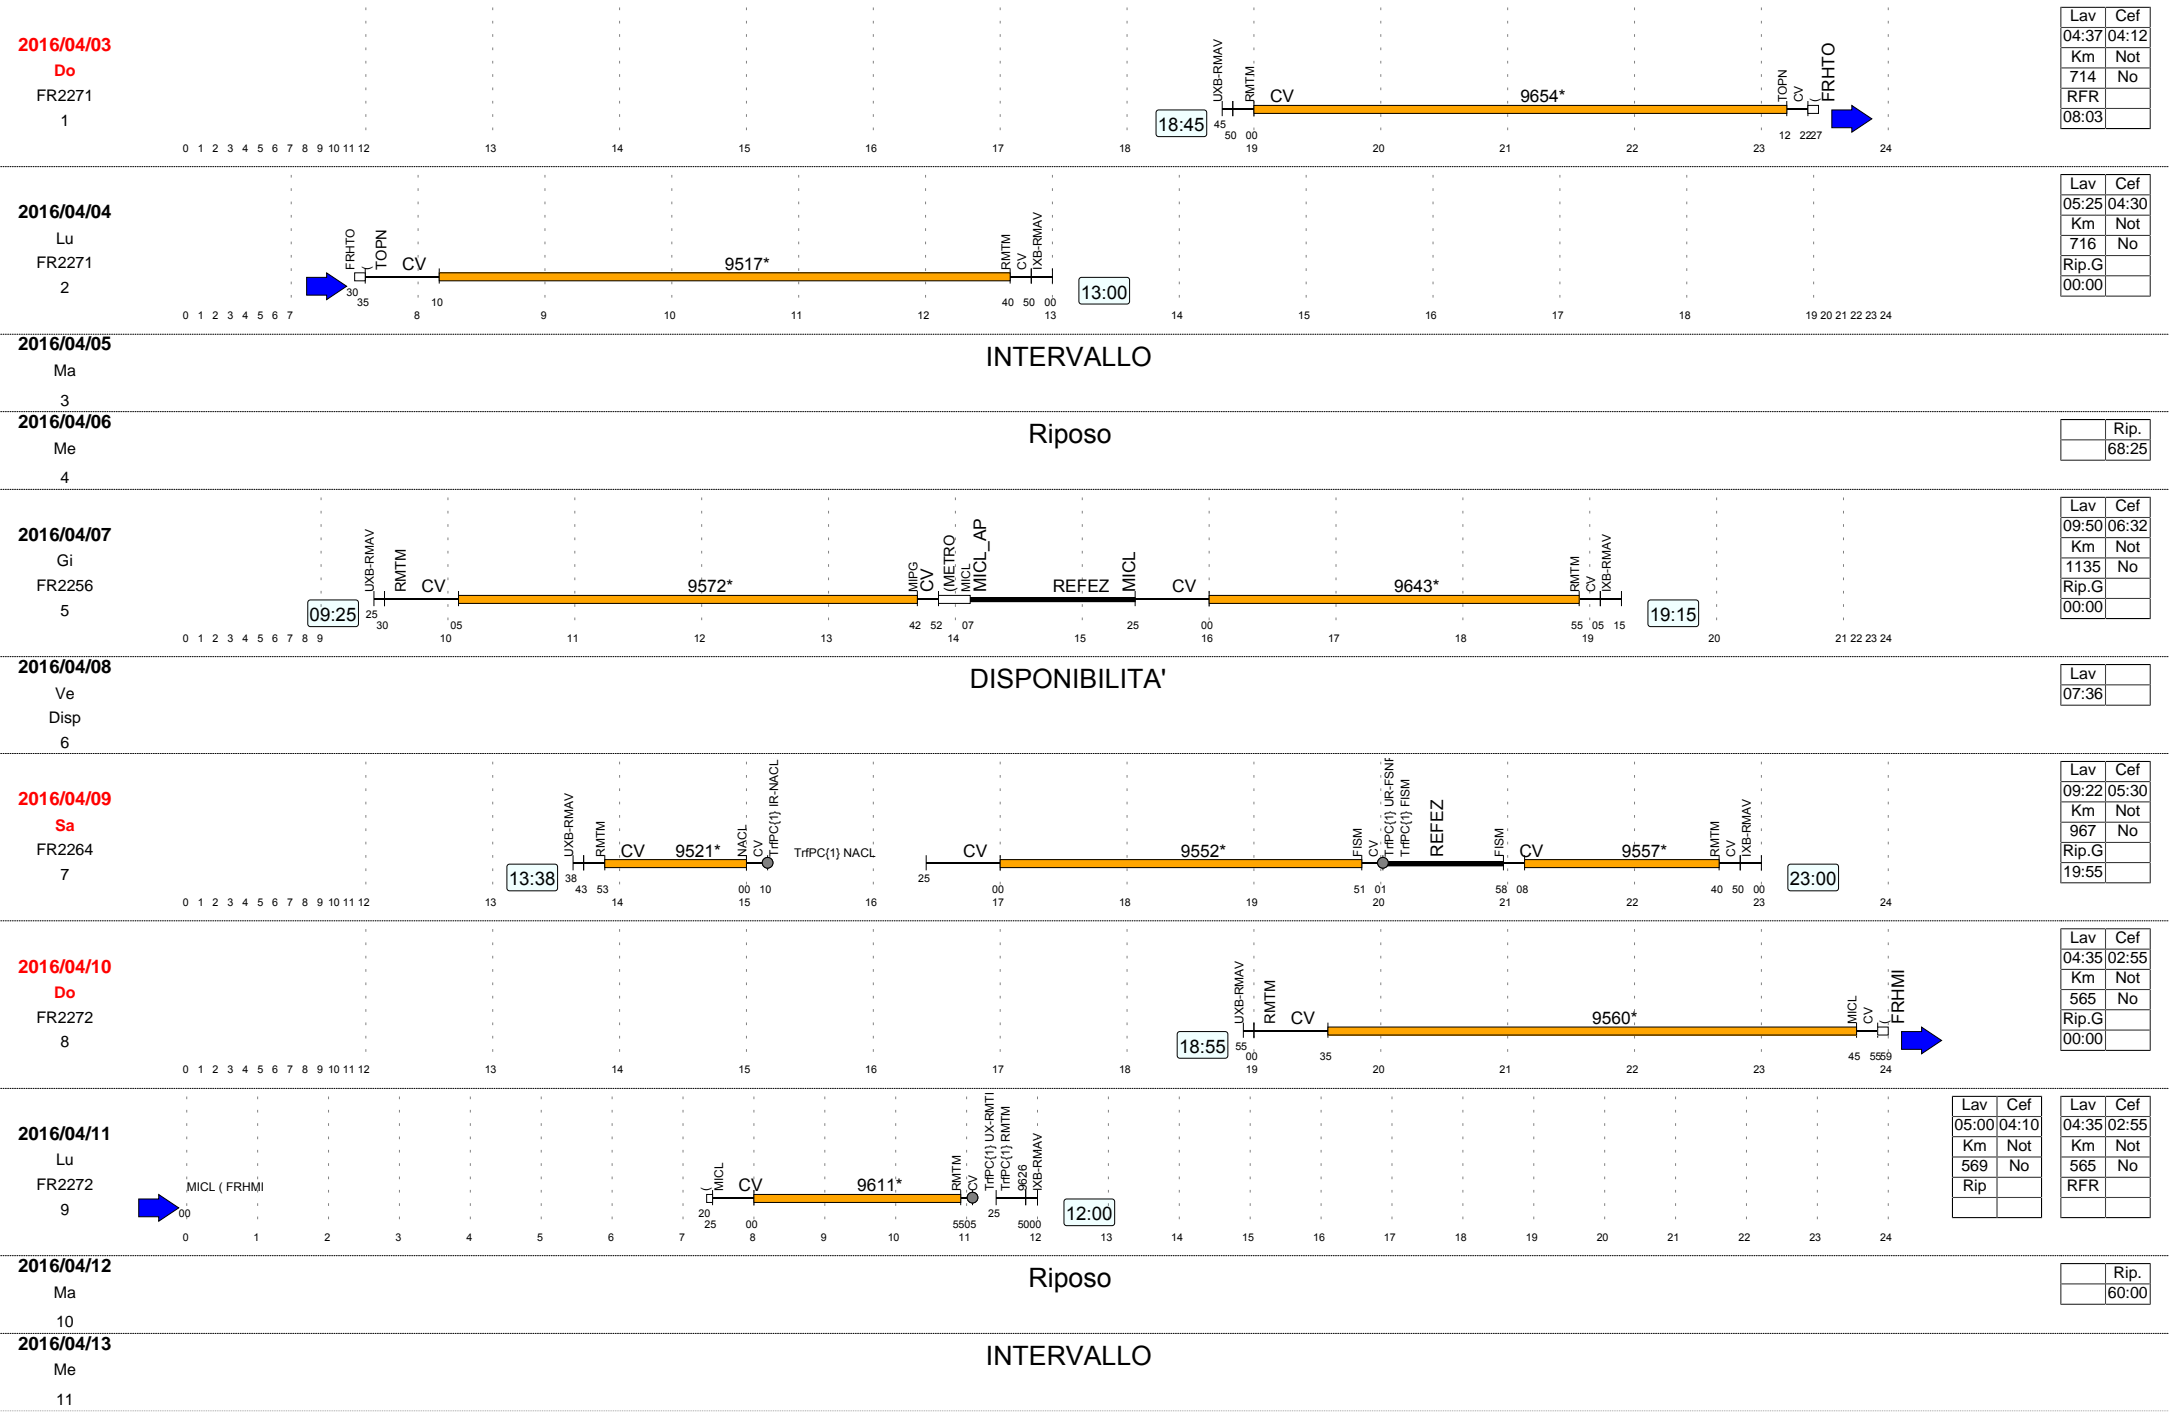 2016/04/03
Do
FR2271
1
18:45
UXB-RMAV RMTM CV 9654* TOPN CV ( FRHTO
45 50 00 12 22 27
0 1 2 3 4 5 6 7 8 9 10 11 12 13 14 15 16 17 18 19 20 21 22 23 24
Lav Cef
04:37 04:12
Km Not
714 No
RFR
08:03
2016/04/04
Lu
FR2271
2
FRHTO ( TOPN CV 9517* RMTM CV IXB-RMAV
30 35 10 40 50 00
13:00
0 1 2 3 4 5 6 7 8 9 10 11 12 13 14 15 16 17 18 19 20 21 22 23 24
Lav Cef
05:25 04:30
Km Not
716 No
Rip.G
00:00
2016/04/05
Ma
3
INTERVALLO
2016/04/06
Me
4
Riposo
Rip.
68:25
2016/04/07
Gi
FR2256
5
09:25
UXB-RMAV RMTM CV 9572* MIPG CV (METRO MICL MICL_AP REFEZ MICL CV 9643* RMTM CV IXB-RMAV
25 30 05 42 52 07 25 00 55 05 15
19:15
0 1 2 3 4 5 6 7 8 9 10 11 12 13 14 15 16 17 18 19 20 21 22 23 24
Lav Cef
09:50 06:32
Km Not
1135 No
Rip.G
00:00
2016/04/08
Ve
Disp
6
DISPONIBILITA'
Lav
07:36
2016/04/09
Sa
FR2264
7
13:38
UXB-RMAV RMTM CV 9521* NACL CV TrfPC{1} IR-NACL TrfPC{1} NACL CV 9552* FISM CV TrfPC{1} UR-FSNF TrfPC{1} FISM REFEZ FISM CV 9557* RMTM CV IXB-RMAV
38 43 53 00 10 25 00 51 01 58 08 40 50 00
23:00
0 1 2 3 4 5 6 7 8 9 10 11 12 13 14 15 16 17 18 19 20 21 22 23 24
Lav Cef
09:22 05:30
Km Not
967 No
Rip.G
19:55
2016/04/10
Do
FR2272
8
18:55
UXB-RMAV RMTM CV 9560* MICL CV ( FRHMI
55 00 35 45 55 59
0 1 2 3 4 5 6 7 8 9 10 11 12 13 14 15 16 17 18 19 20 21 22 23 24
Lav Cef
04:35 02:55
Km Not
565 No
Rip.G
00:00
2016/04/11
Lu
FR2272
9
MICL ( FRHMI
00
( MICL CV 9611* RMTM CV TrfPC{1} UX-RMTI TrfPC{1} RMTM 9626 IXB-RMAV
20 25 00 55 05 25 50 00
12:00
0 1 2 3 4 5 6 7 8 9 10 11 12 13 14 15 16 17 18 19 20 21 22 23 24
Lav Cef
05:00 04:10
Km Not
569 No
Rip
Lav Cef
04:35 02:55
Km Not
565 No
RFR
2016/04/12
Ma
10
Riposo
Rip.
60:00
2016/04/13
Me
11
INTERVALLO